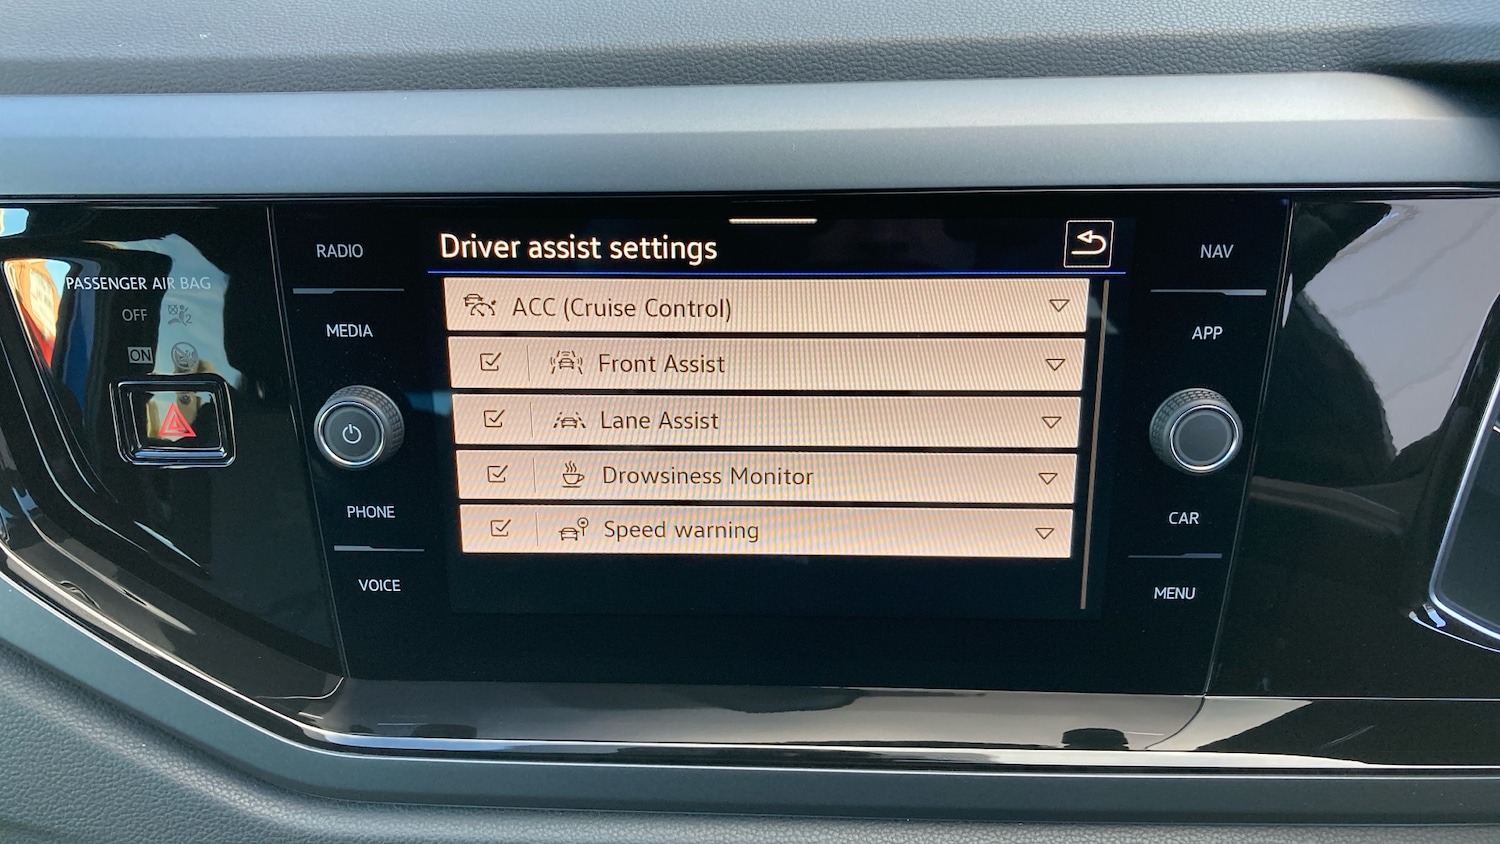 Driver assist settings
ACC (Cruise Control)
Front Assist
Lane Assist
Drowsiness Monitor
Speed warning
RADIO
MEDIA
PHONE
VOICE
NAV
APP
CAR
MENU
PASSENGER AIR BAG
OFF
ON